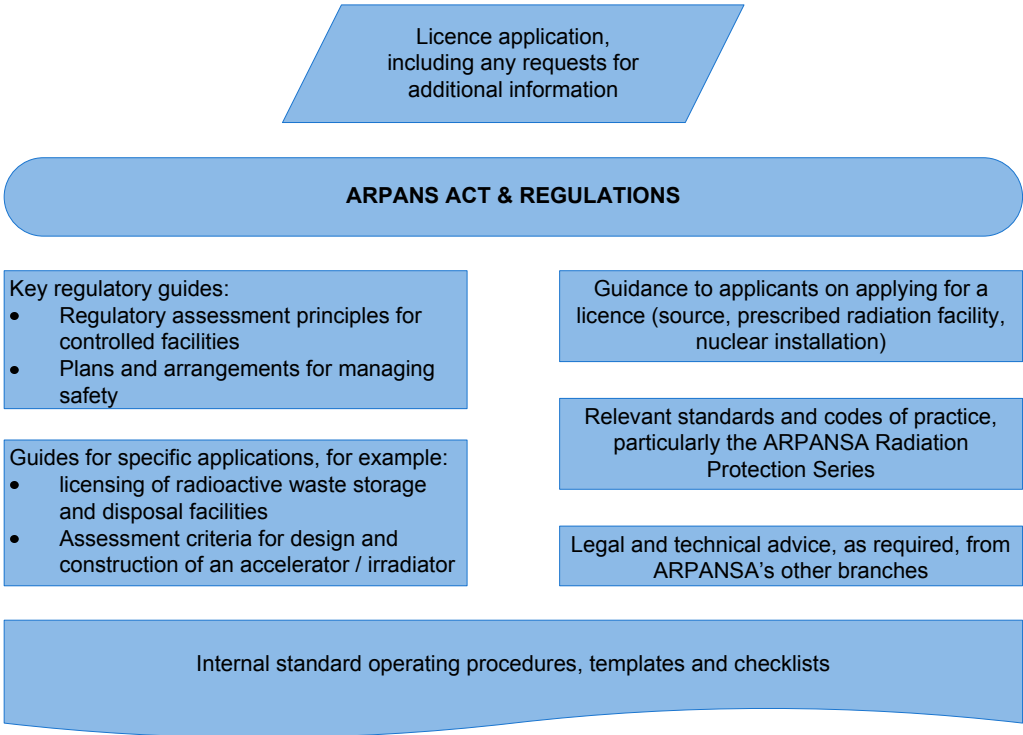 Licence application,
including any requests for
additional information
ARPANS ACT & REGULATIONS
Key regulatory guides:
• Regulatory assessment principles for
controlled facilities
• Plans and arrangements for managing
safety
Guides for specific applications, for example:
• licensing of radioactive waste storage
and disposal facilities
• Assessment criteria for design and
construction of an accelerator / irradiator
Guidance to applicants on applying for a
licence (source, prescribed radiation facility,
nuclear installation)
Relevant standards and codes of practice,
particularly the ARPANSA Radiation
Protection Series
Legal and technical advice, as required, from
ARPANSA’s other branches
Internal standard operating procedures, templates and checklists